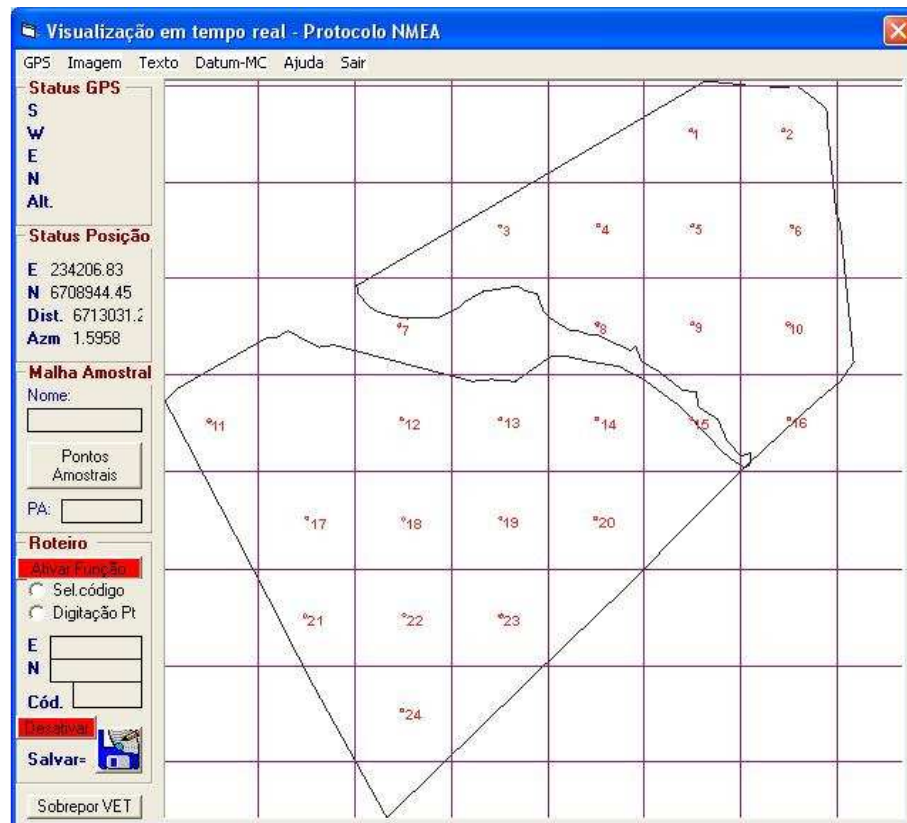 Visualização em tempo real - Protocolo NMEA
GPS Imagem Texto Datum-MC Ajuda Sair
Status GPS
S
W
E
N
Alt.
Status Posição
E 234206.83
N 6708944.45
Dist. 6713031.2
Azm 1.5958
Malha Amostral
Nome:
Pontos
Amostrais
PA:
Roteiro
Ativar Função
Sel.código
Digitação Pt
E
N
Cód.
Desativar
Salvar=
Sobrepor VET
1 2
3 4 5 6
7 8 9 10
11 12 13 14 15 16
17 18 19 20
21 22 23
24